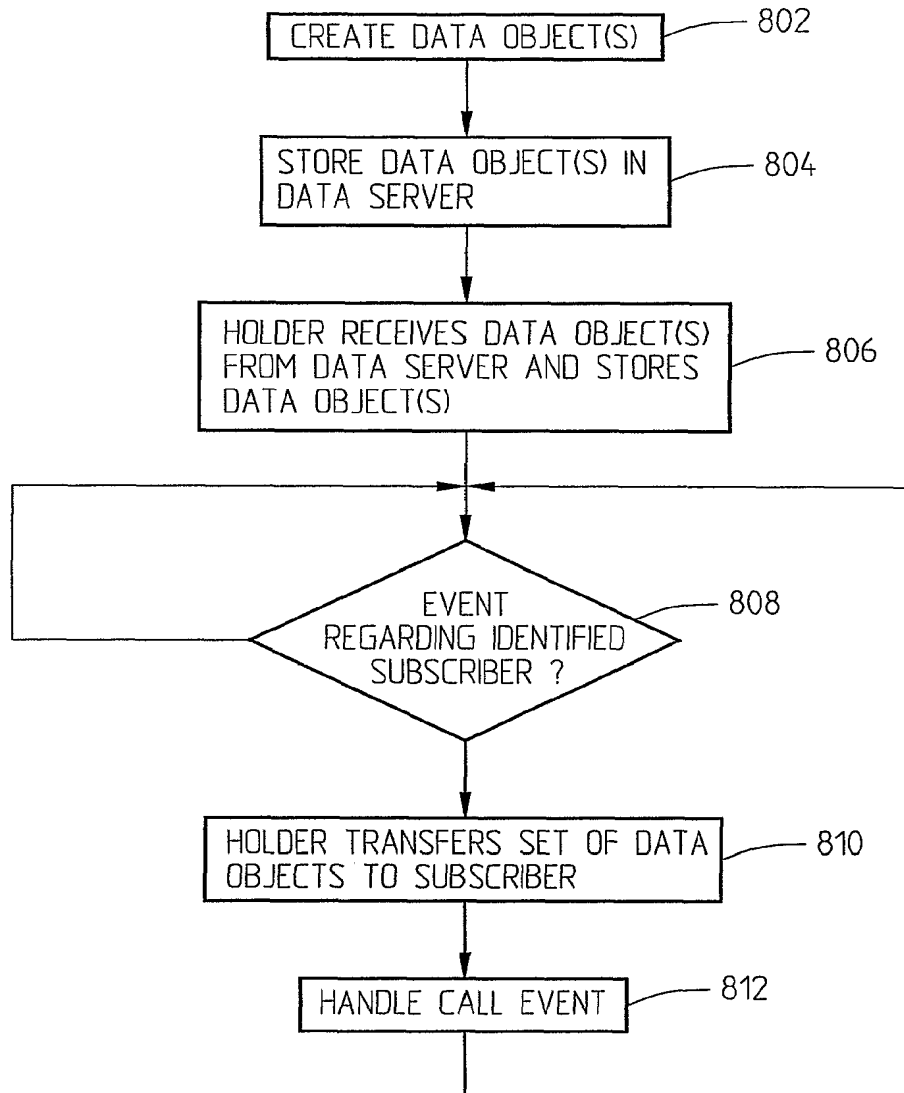 CREATE DATA OBJECT(S)
802
STORE DATA OBJECT(S) IN
DATA SERVER
804
HOLDER RECEIVES DATA OBJECT(S)
FROM DATA SERVER AND STORES
DATA OBJECT(S)
806
EVENT
REGARDING IDENTIFIED
SUBSCRIBER ?
808
HOLDER TRANSFERS SET OF DATA
OBJECTS TO SUBSCRIBER
810
HANDLE CALL EVENT
812